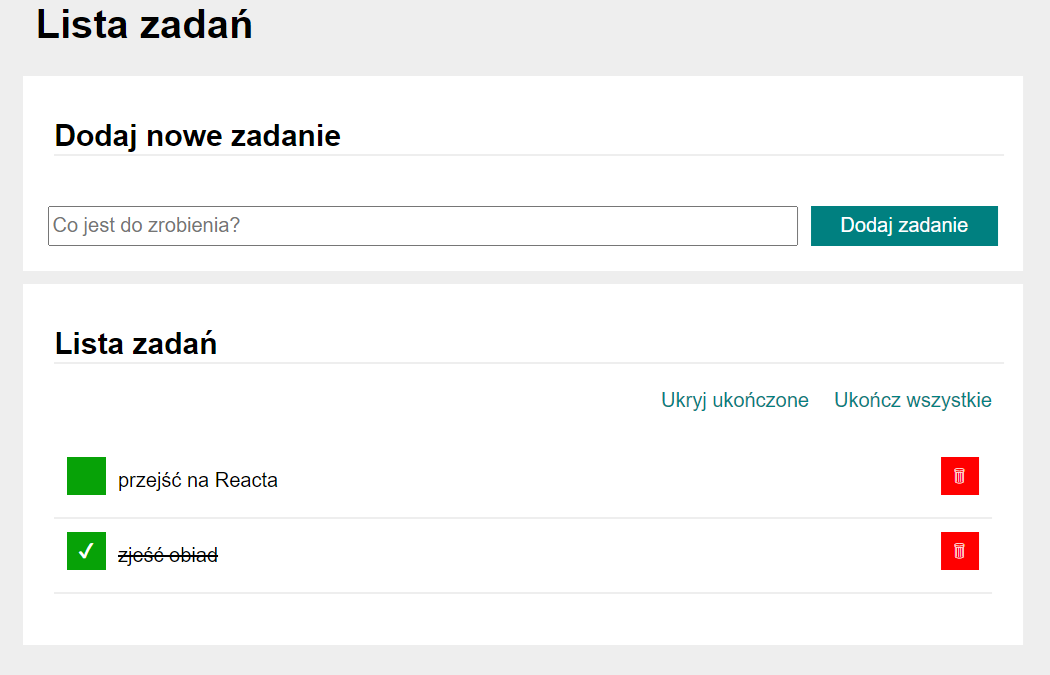 Lista zadań
Dodaj nowe zadanie
Co jest do zrobienia?
Dodaj zadanie
Lista zadań
Ukryj ukończone
Ukończ wszystkie
przejść na Reacta
zjeść obiad